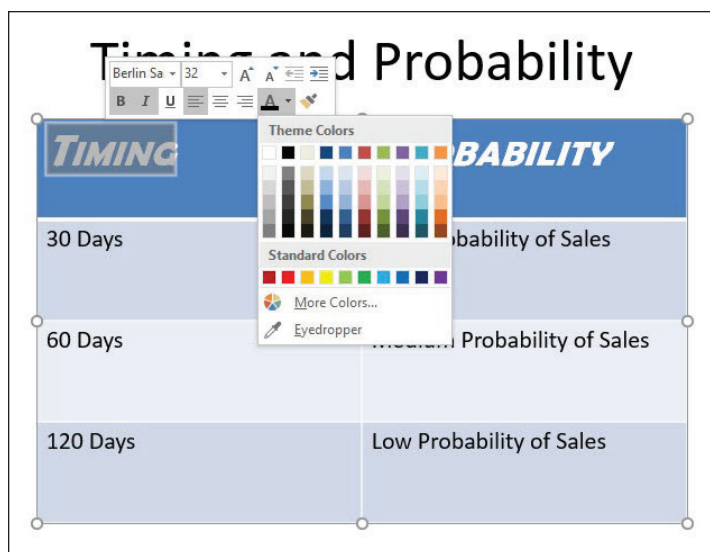 Timing and Probability
Berlin Sa 32 A A
B I U A
Theme Colors
TIMING
BABILITY
30 Days
bability of Sales
Standard Colors
More Colors...
Eyedropper
60 Days
Medium Probability of Sales
120 Days
Low Probability of Sales